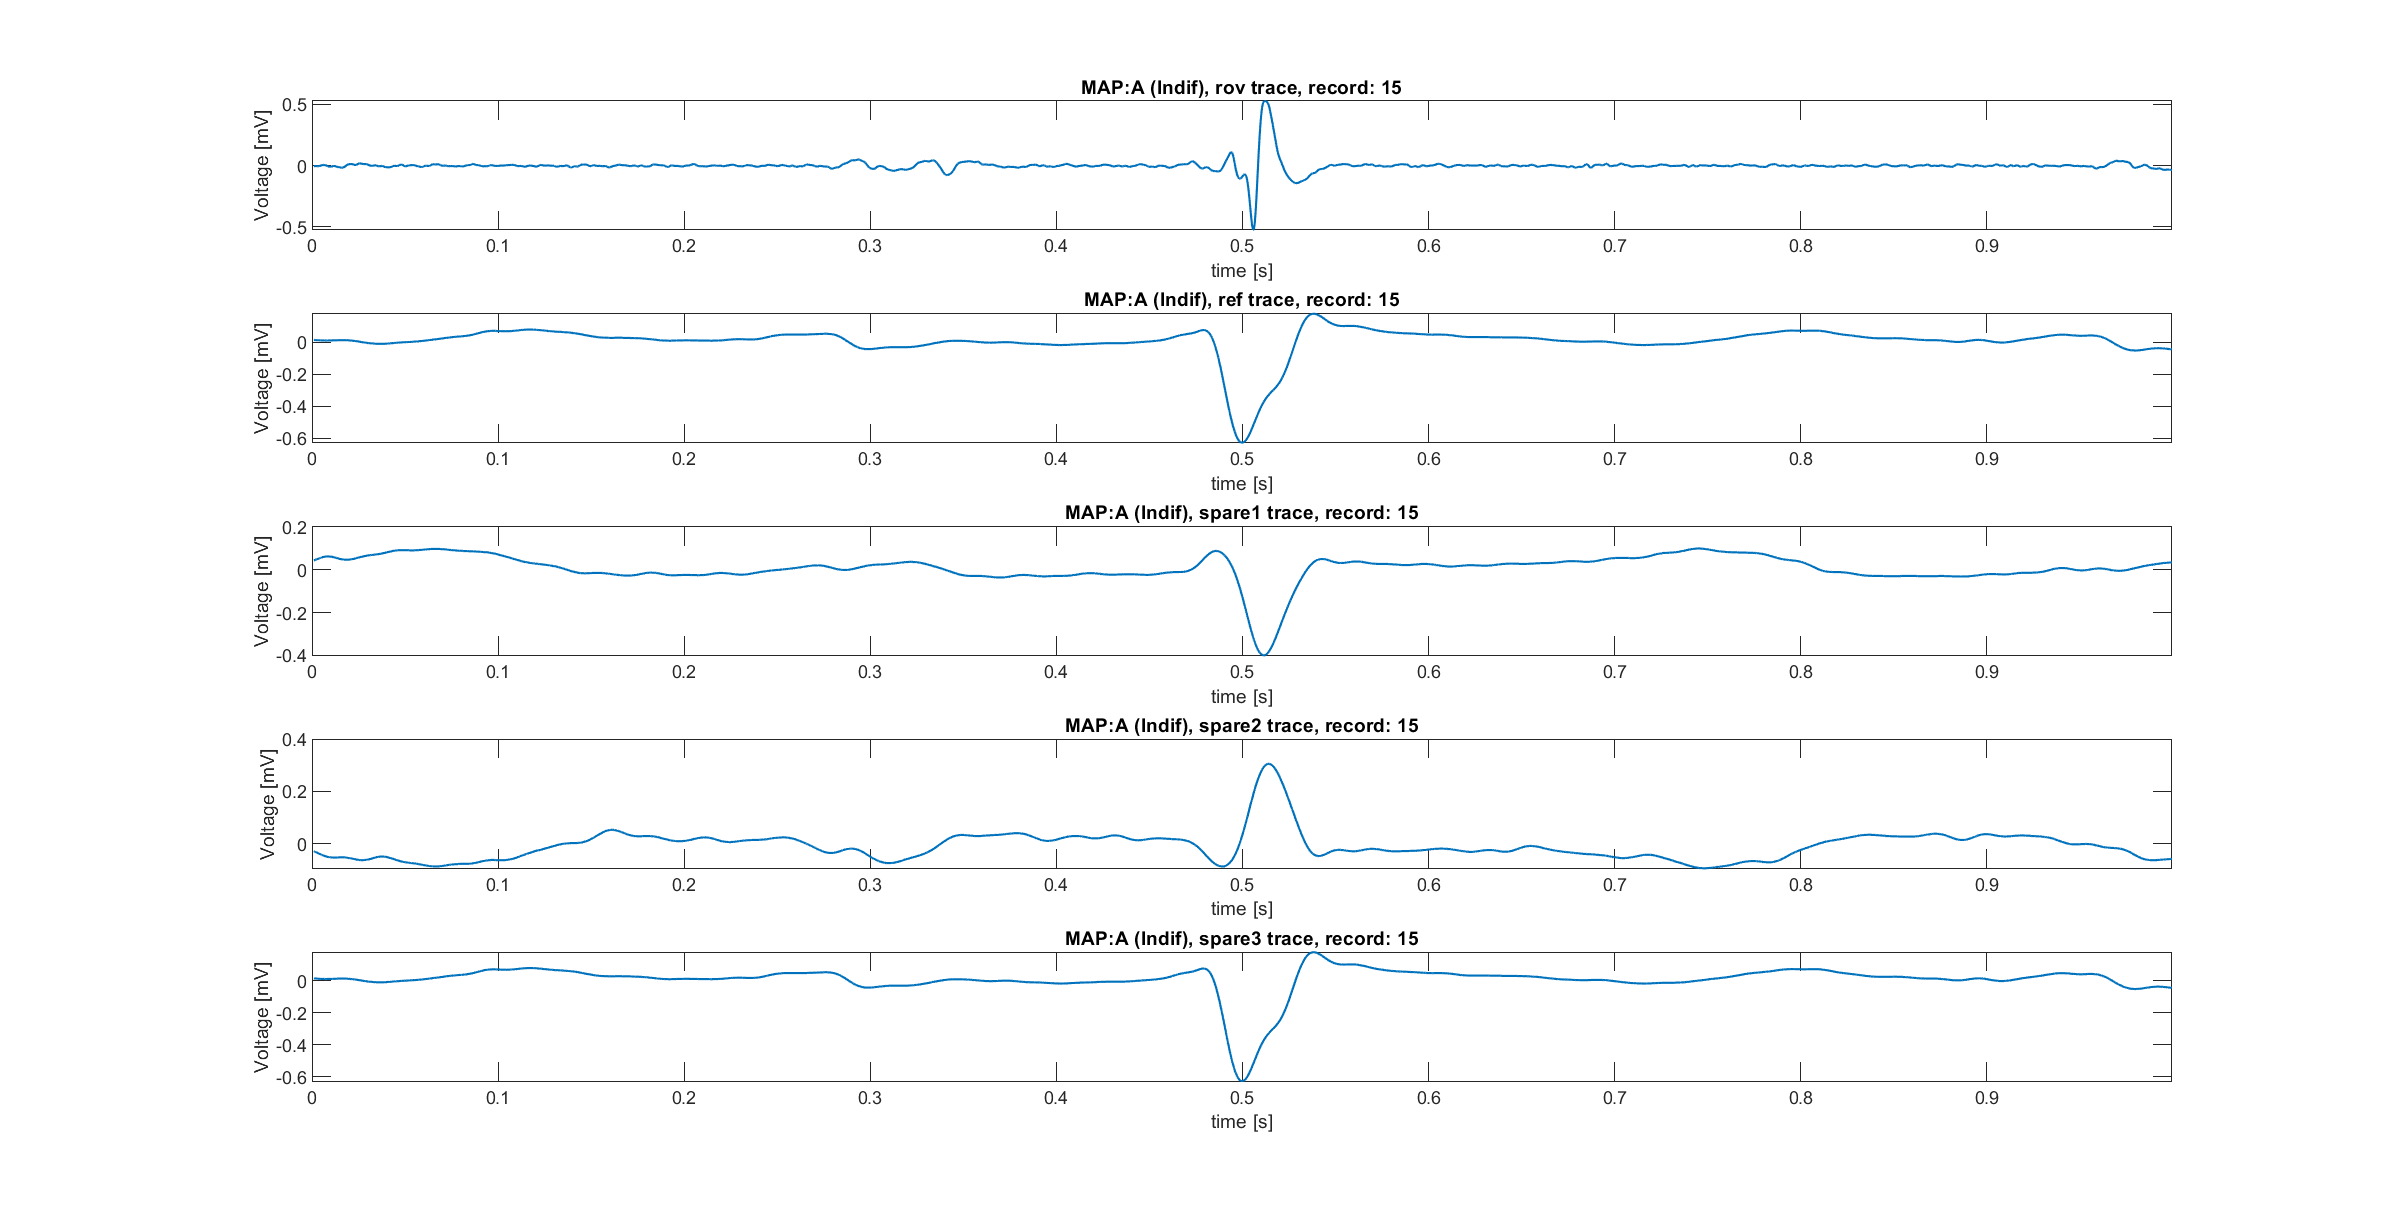 MAP:A (Indif), rov trace, record: 15
Voltage [mV]
0.5
0
-0.5
0 0.1 0.2 0.3 0.4 0.5 0.6 0.7 0.8 0.9
time [s]
MAP:A (Indif), ref trace, record: 15
Voltage [mV]
0
-0.2
-0.4
-0.6
0 0.1 0.2 0.3 0.4 0.5 0.6 0.7 0.8 0.9
time [s]
MAP:A (Indif), spare1 trace, record: 15
Voltage [mV]
0.2
0
-0.2
-0.4
0 0.1 0.2 0.3 0.4 0.5 0.6 0.7 0.8 0.9
time [s]
MAP:A (Indif), spare2 trace, record: 15
Voltage [mV]
0.4
0.2
0
0 0.1 0.2 0.3 0.4 0.5 0.6 0.7 0.8 0.9
time [s]
MAP:A (Indif), spare3 trace, record: 15
Voltage [mV]
0
-0.2
-0.4
-0.6
0 0.1 0.2 0.3 0.4 0.5 0.6 0.7 0.8 0.9
time [s]